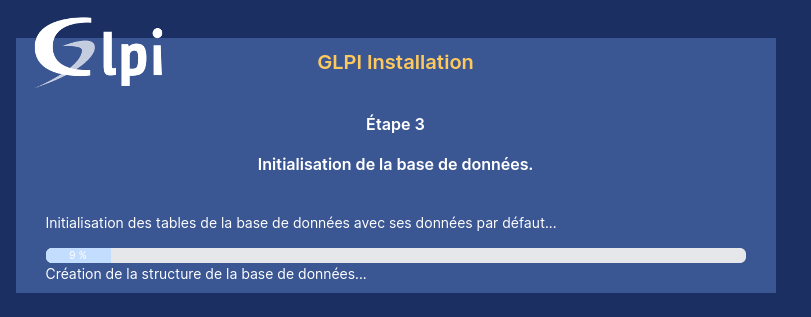 Glpi
GLPI Installation
Étape 3
Initialisation de la base de données.
Initialisation des tables de la base de données avec ses données par défaut...
9 %
Création de la structure de la base de données...